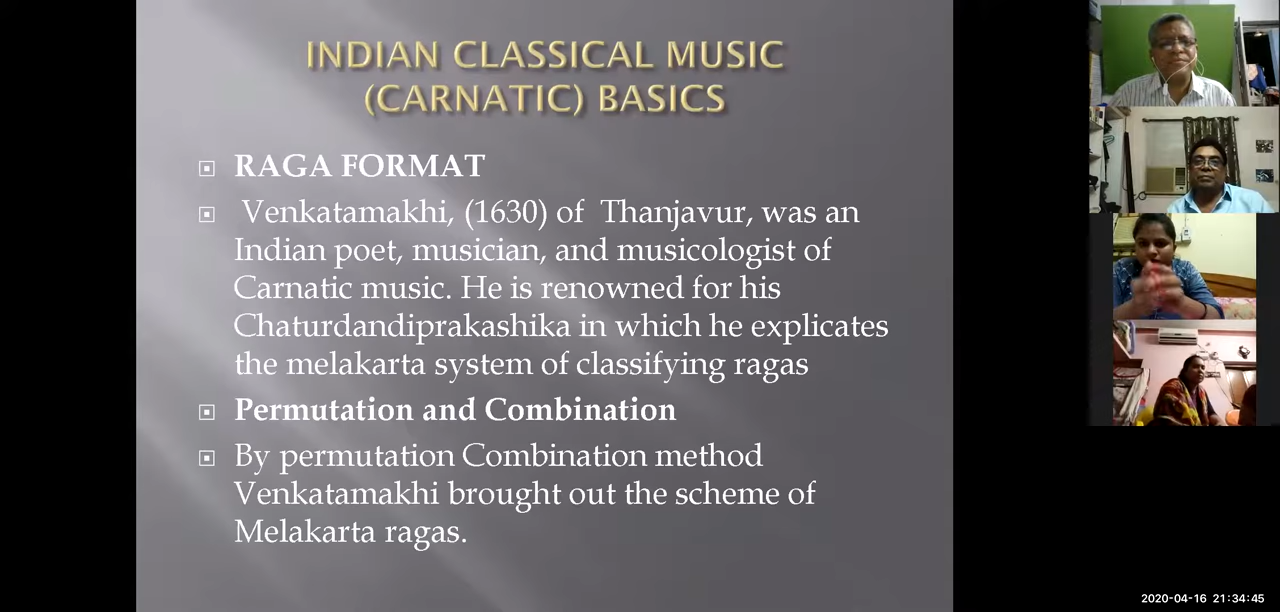 INDIAN CLASSICAL MUSIC
(CARNATIC) BASICS
RAGA FORMAT
Venkatamakhi, (1630) of Thanjavur, was an
Indian poet, musician, and musicologist of
Carnatic music. He is renowned for his
Chaturdandiprakashika in which he explicates
the melakarta system of classifying ragas
Permutation and Combination
By permutation Combination method
Venkatamakhi brought out the scheme of
Melakarta ragas.
2020-04-16 21:34:45